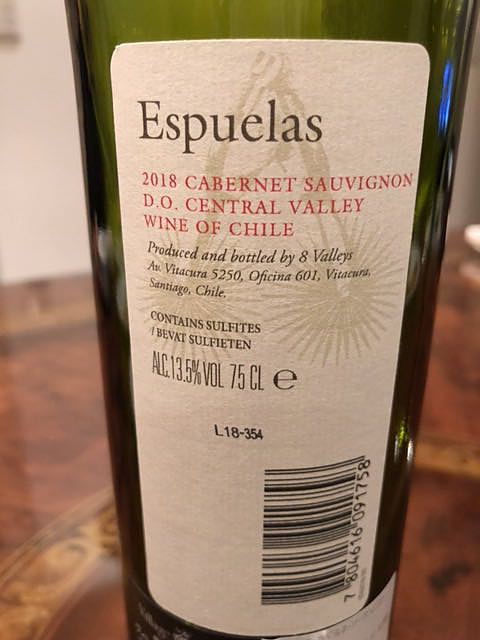 Espuelas
2018 CABERNET SAUVIGNON
D.O. CENTRAL VALLEY
WINE OF CHILE
Produced and bottled by 8 Valleys
Av. Vitacura 5250, Oficina 601, Vitacura,
Santiago, Chile.
CONTAINS SULFITES
/ BEVAT SULFIETEN
ALC.13.5%VOL 75 CL e
L18-354
7 804616 091758